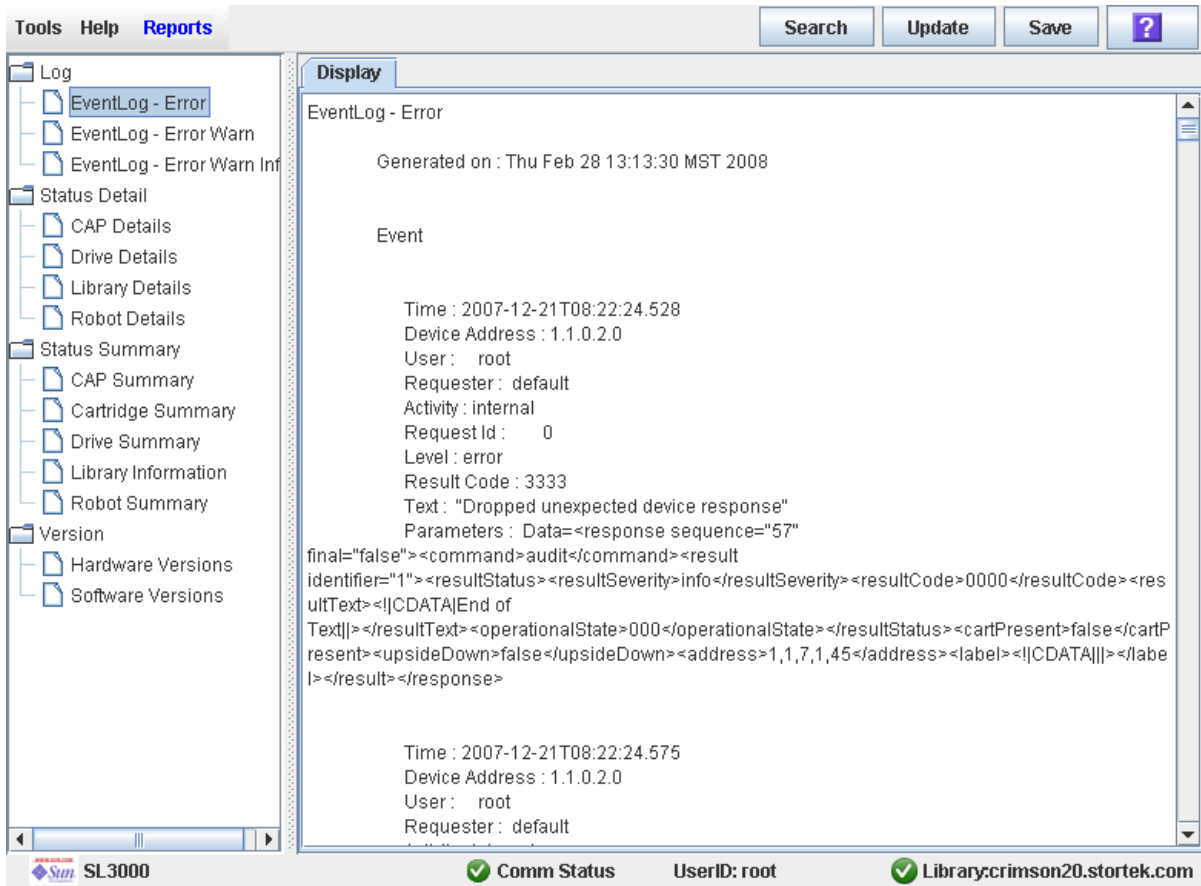 Tools Help Reports
Search Update Save ?
Log
EventLog - Error
EventLog - Error Warn
EventLog - Error Warn Inf
Status Detail
CAP Details
Drive Details
Library Details
Robot Details
Status Summary
CAP Summary
Cartridge Summary
Drive Summary
Library Information
Robot Summary
Version
Hardware Versions
Software Versions
Display
EventLog - Error
Generated on : Thu Feb 28 13:13:30 MST 2008
Event
Time : 2007-12-21T08:22:24.528
Device Address : 1.1.0.2.0
User : root
Requester : default
Activity : internal
Request Id : 0
Level : error
Result Code : 3333
Text : "Dropped unexpected device response"
Parameters : Data=<response sequence="57"
final="false"><command>audit</command><result
identifier="1"><resultStatus><resultSeverity>info</resultSeverity><resultCode>0000</resultCode><res
ultText><!|CDATA|End of
Text||></resultText><operationalState>000</operationalState></resultStatus><cartPresent>false</cartP
resent><upsideDown>false</upsideDown><address>1,1,7,1,45</address><label><!|CDATA|||></labe
l></result></response>
Time : 2007-12-21T08:22:24.575
Device Address : 1.1.0.2.0
User : root
Requester : default
Sun SL3000
Comm Status
UserID: root
Library:crimson20.stortek.com